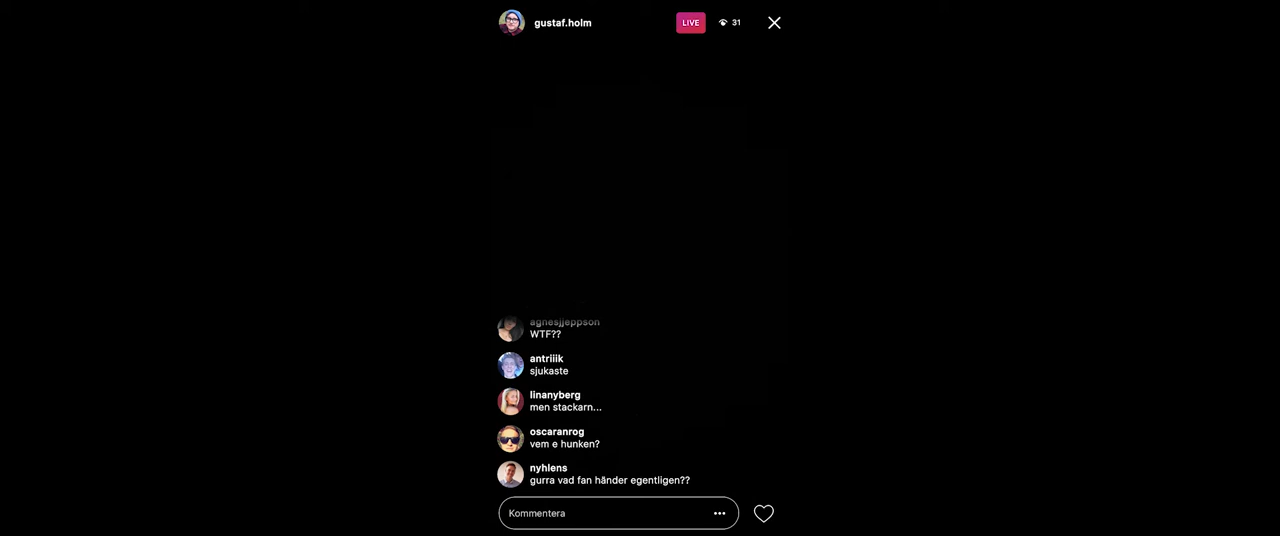 gustaf.holm
LIVE
31
agnesjjeppson
WTF??
antriiik
sjukaste
linanyberg
men stackarn...
oscaranrog
vem e hunken?
nyhlens
gurra vad fan händer egentligen??
Kommentera